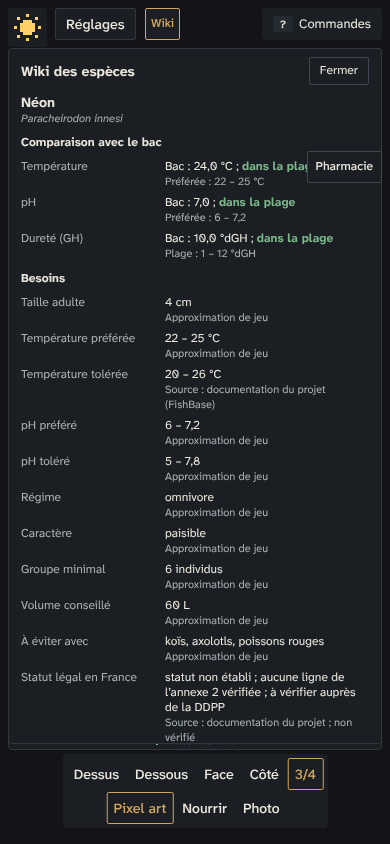 Réglages
Wiki
? Commandes
Wiki des espèces
Fermer
Néon
Paracheirodon innesi
Comparaison avec le bac
Température
Bac : 24,0 °C ; dans la
Préférée : 22 – 25 °C
Pharmacie
pH
Bac : 7,0 ; dans la plage
Préférée : 6 – 7,2
Dureté (GH)
Bac : 10,0 °dGH ; dans la plage
Plage : 1 – 12 °dGH
Besoins
Taille adulte
4 cm
Approximation de jeu
Température préférée
22 – 25 °C
Approximation de jeu
Température tolérée
20 – 26 °C
Source : documentation du projet
(FishBase)
pH préféré
6 – 7,2
Approximation de jeu
pH toléré
5 – 7,8
Approximation de jeu
Régime
omnivore
Approximation de jeu
Caractère
paisible
Approximation de jeu
Groupe minimal
6 individus
Approximation de jeu
Volume conseillé
60 L
Approximation de jeu
À éviter avec
koïs, axolotls, poissons rouges
Approximation de jeu
Statut légal en France
statut non établi ; aucune ligne de
l'annexe 2 vérifiée ; à vérifier auprès
de la DDPP
Source : documentation du projet ; non
vérifié
Dessus Dessous Face Côté 3/4
Pixel art Nourrir Photo